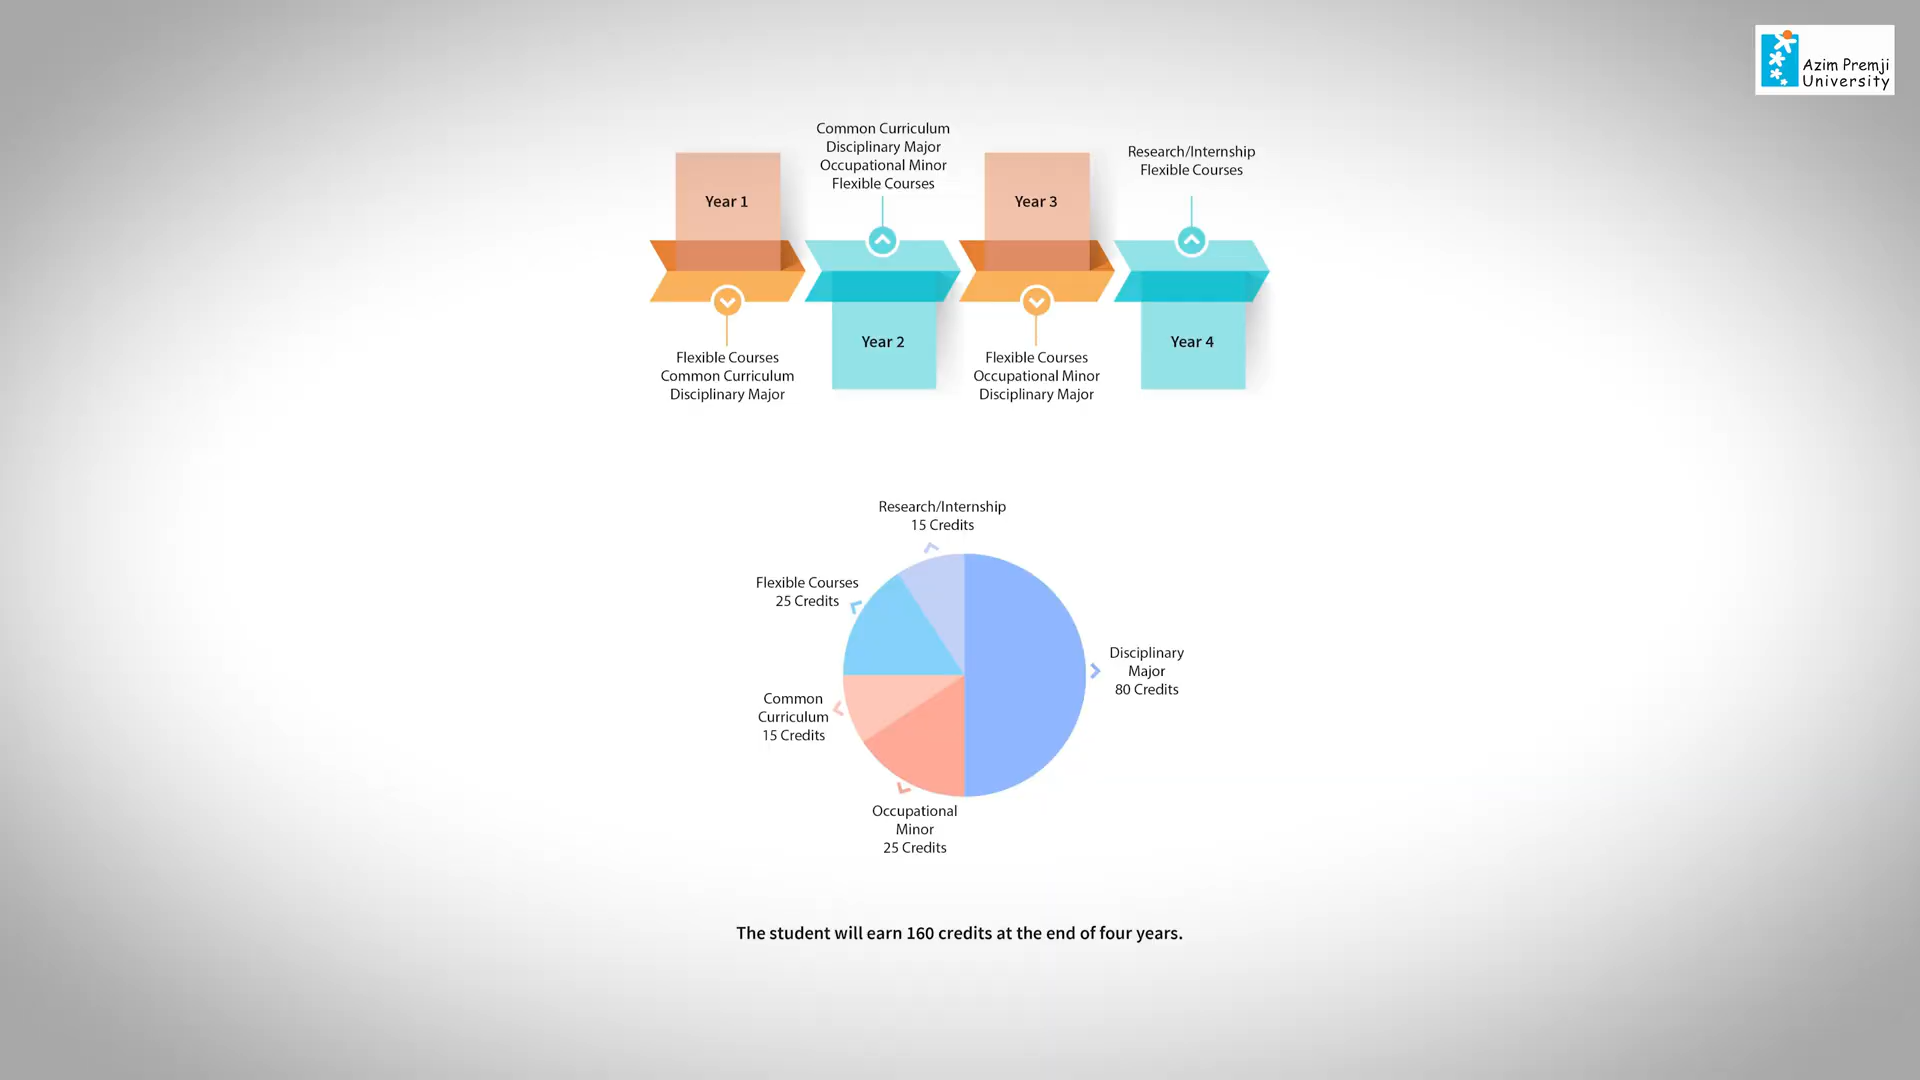 Azim Premji
University
Common Curriculum
Disciplinary Major
Occupational Minor
Flexible Courses
Research/Internship
Flexible Courses
Year 1
Year 3
Year 2
Year 4
Flexible Courses
Common Curriculum
Disciplinary Major
Flexible Courses
Occupational Minor
Disciplinary Major
Research/Internship
15 Credits
Flexible Courses
25 Credits
Disciplinary
Major
80 Credits
Common
Curriculum
15 Credits
Occupational
Minor
25 Credits
The student will earn 160 credits at the end of four years.